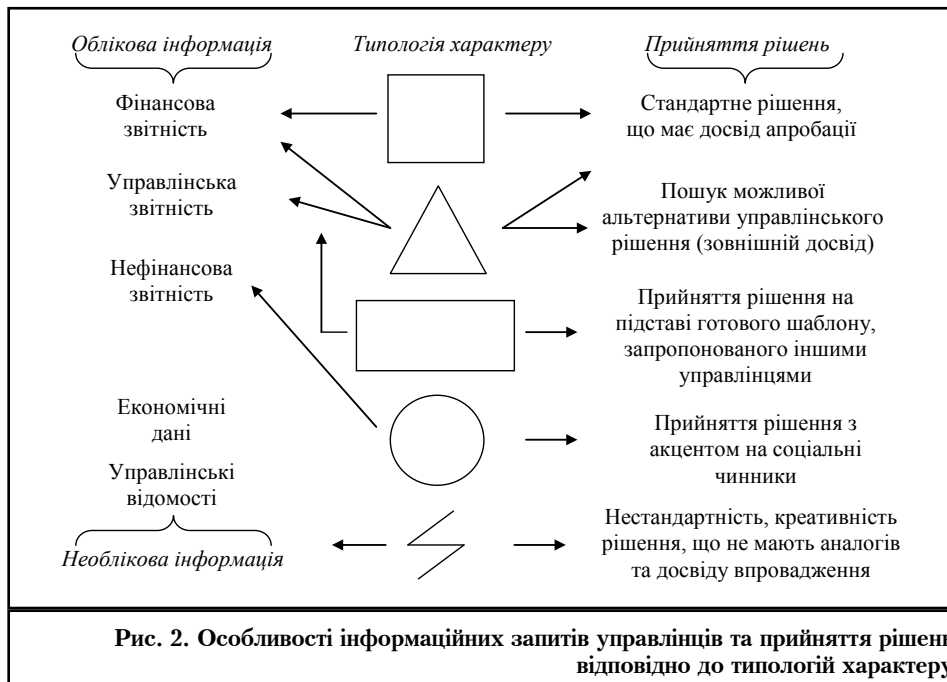 Облікова інформація
Типологія характеру
Прийняття рішень
Фінансова
звітність
Управлінська
звітність
Нефінансова
звітність
Економічні
дані
Управлінські
відомості
Необлікова інформація
Стандартне рішення,
що має досвід апробації
Пошук можливої
альтернативи управлінського
рішення (зовнішній досвід)
Прийняття рішення на
підставі готового шаблону,
запропонованого іншими
управлінцями
Прийняття рішення з
акцентом на соціальні
чинники
Нестандартність, креативність
рішення, що не мають аналогів
та досвіду впровадження
Рис. 2. Особливості інформаційних запитів управлінців та прийняття рішень
відповідно до типологій характеру